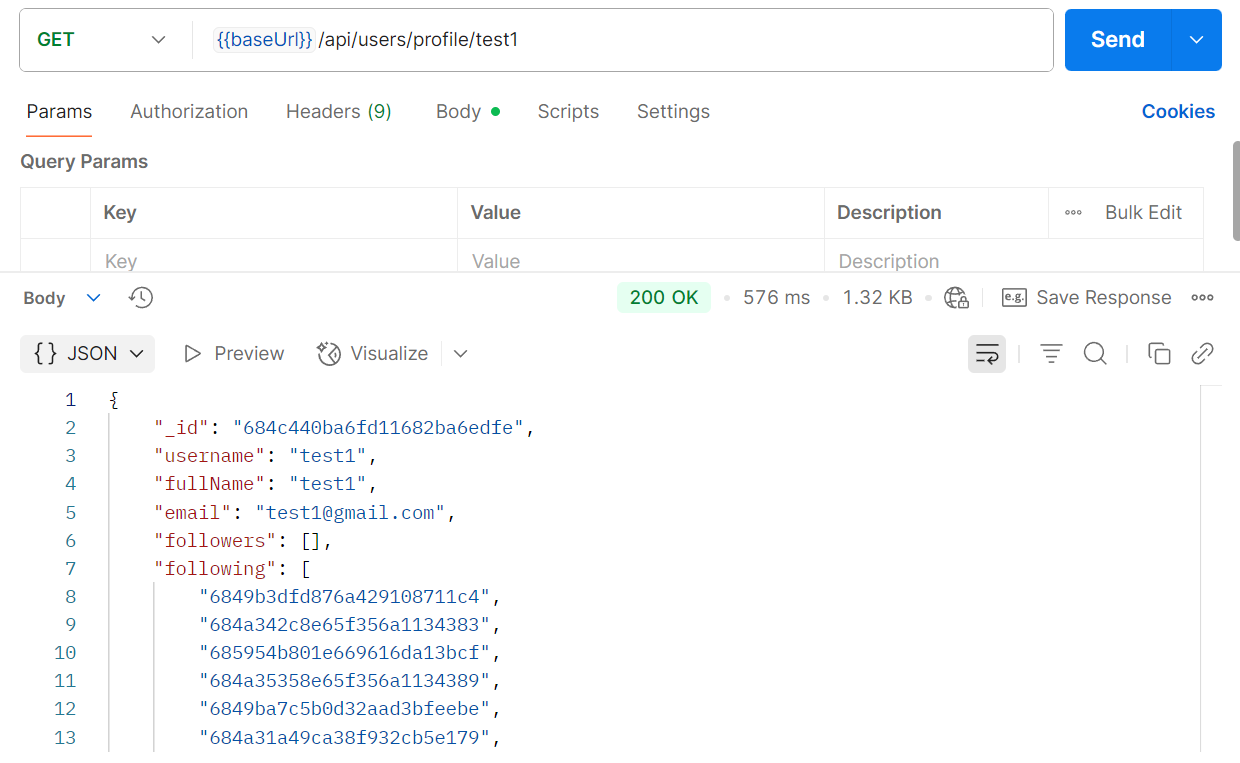 GET {{baseUrl}} /api/users/profile/test1 Send
Params Authorization Headers (9) Body Scripts Settings Cookies
Query Params
Key Value Description Bulk Edit
Key Value Description
Body 200 OK 576 ms 1.32 KB e.g. Save Response
{} JSON Preview Visualize
1 {
2 "_id": "684c440ba6fd11682ba6edfe",
3 "username": "test1",
4 "fullName": "test1",
5 "email": "test1@gmail.com",
6 "followers": [],
7 "following": [
8 "6849b3dfd876a429108711c4",
9 "684a342c8e65f356a1134383",
10 "685954b801e669616da13bcf",
11 "684a35358e65f356a1134389",
12 "6849ba7c5b0d32aad3bfeebe",
13 "684a31a49ca38f932cb5e179",